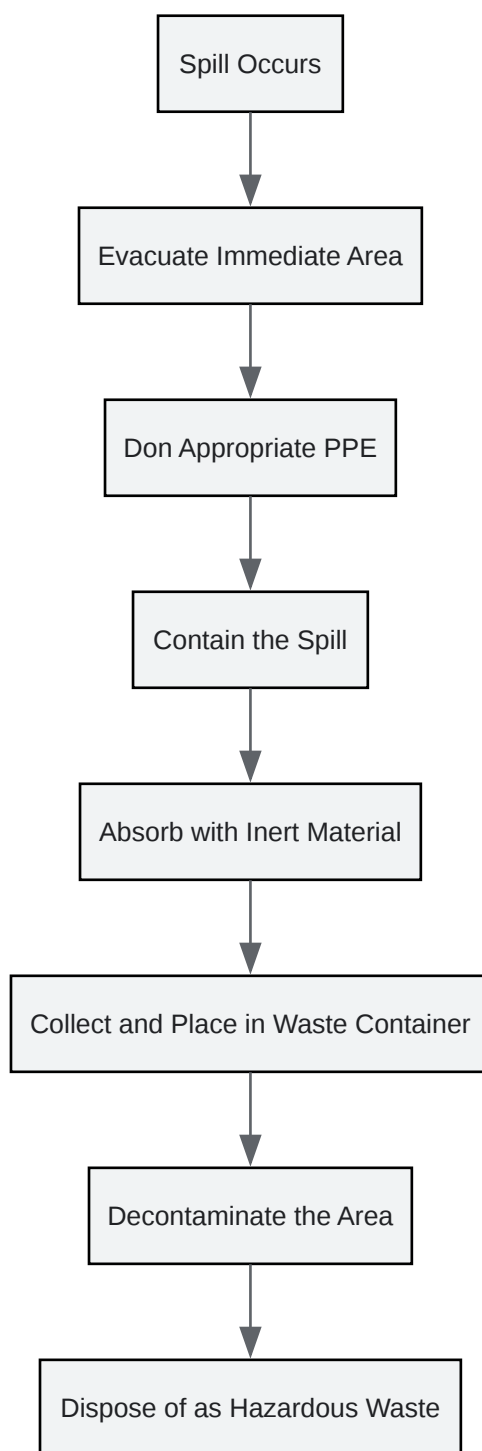 Spill Occurs
Evacuate Immediate Area
Don Appropriate PPE
Contain the Spill
Absorb with Inert Material
Collect and Place in Waste Container
Decontaminate the Area
Dispose of as Hazardous Waste